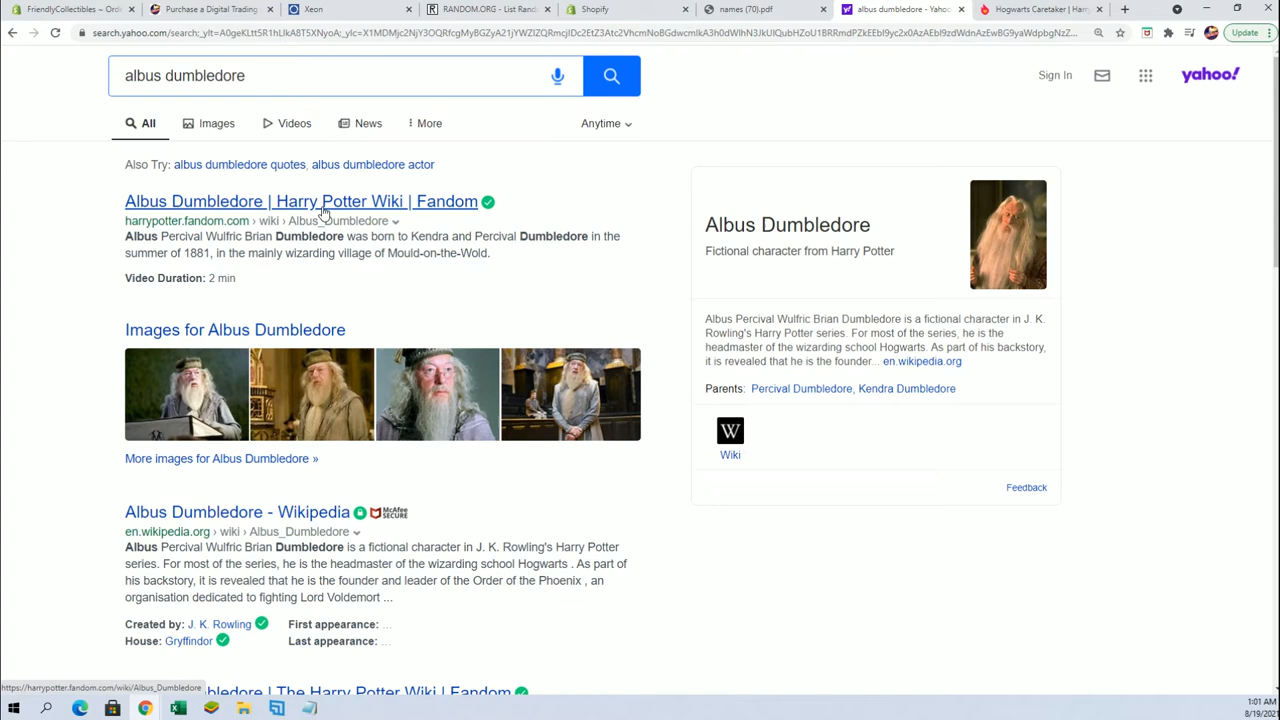 FriendlyCollectibles ~ Orde
Purchase a Digital Trading
Xeon
RANDOM.ORG - List Rand
Shopify
names (70).pdf
albus dumbledore - Yahoo
Hogwarts Caretaker | Harry
Update
albus dumbledore
Sign In
yahoo!
All
Images
Videos
News
More
Anytime
Also Try: albus dumbledore quotes, albus dumbledore actor
Albus Dumbledore | Harry Potter Wiki | Fandom
harrypotter.fandom.com › wiki › Albus_Dumbledore
Albus Percival Wulfric Brian Dumbledore was born to Kendra and Percival Dumbledore in the
summer of 1881, in the mainly wizarding village of Mould-on-the-Wold.
Video Duration: 2 min
Images for Albus Dumbledore
More images for Albus Dumbledore »
Albus Dumbledore - Wikipedia
McAfee
SECURE
en.wikipedia.org › wiki › Albus_Dumbledore
Albus Percival Wulfric Brian Dumbledore is a fictional character in J. K. Rowling's Harry Potter
series. For most of the series, he is the headmaster of the wizarding school Hogwarts . As part of
his backstory, it is revealed that he is the founder and leader of the Order of the Phoenix , an
organisation dedicated to fighting Lord Voldemort ...
Created by: J. K. Rowling
First appearance: ...
House: Gryffindor
Last appearance: ...
Albus Dumbledore
Fictional character from Harry Potter
Albus Percival Wulfric Brian Dumbledore is a fictional character in J. K.
Rowling's Harry Potter series. For most of the series, he is the
headmaster of the wizarding school Hogwarts. As part of his backstory,
it is revealed that he is the founder... en.wikipedia.org
Parents: Percival Dumbledore, Kendra Dumbledore
W
Wiki
Feedback
bledore | The Harry Potter Wiki | Fandom
https://harrypotter.fandom.com/wiki/Albus_Dumbledore
1:01 AM
8/19/2021